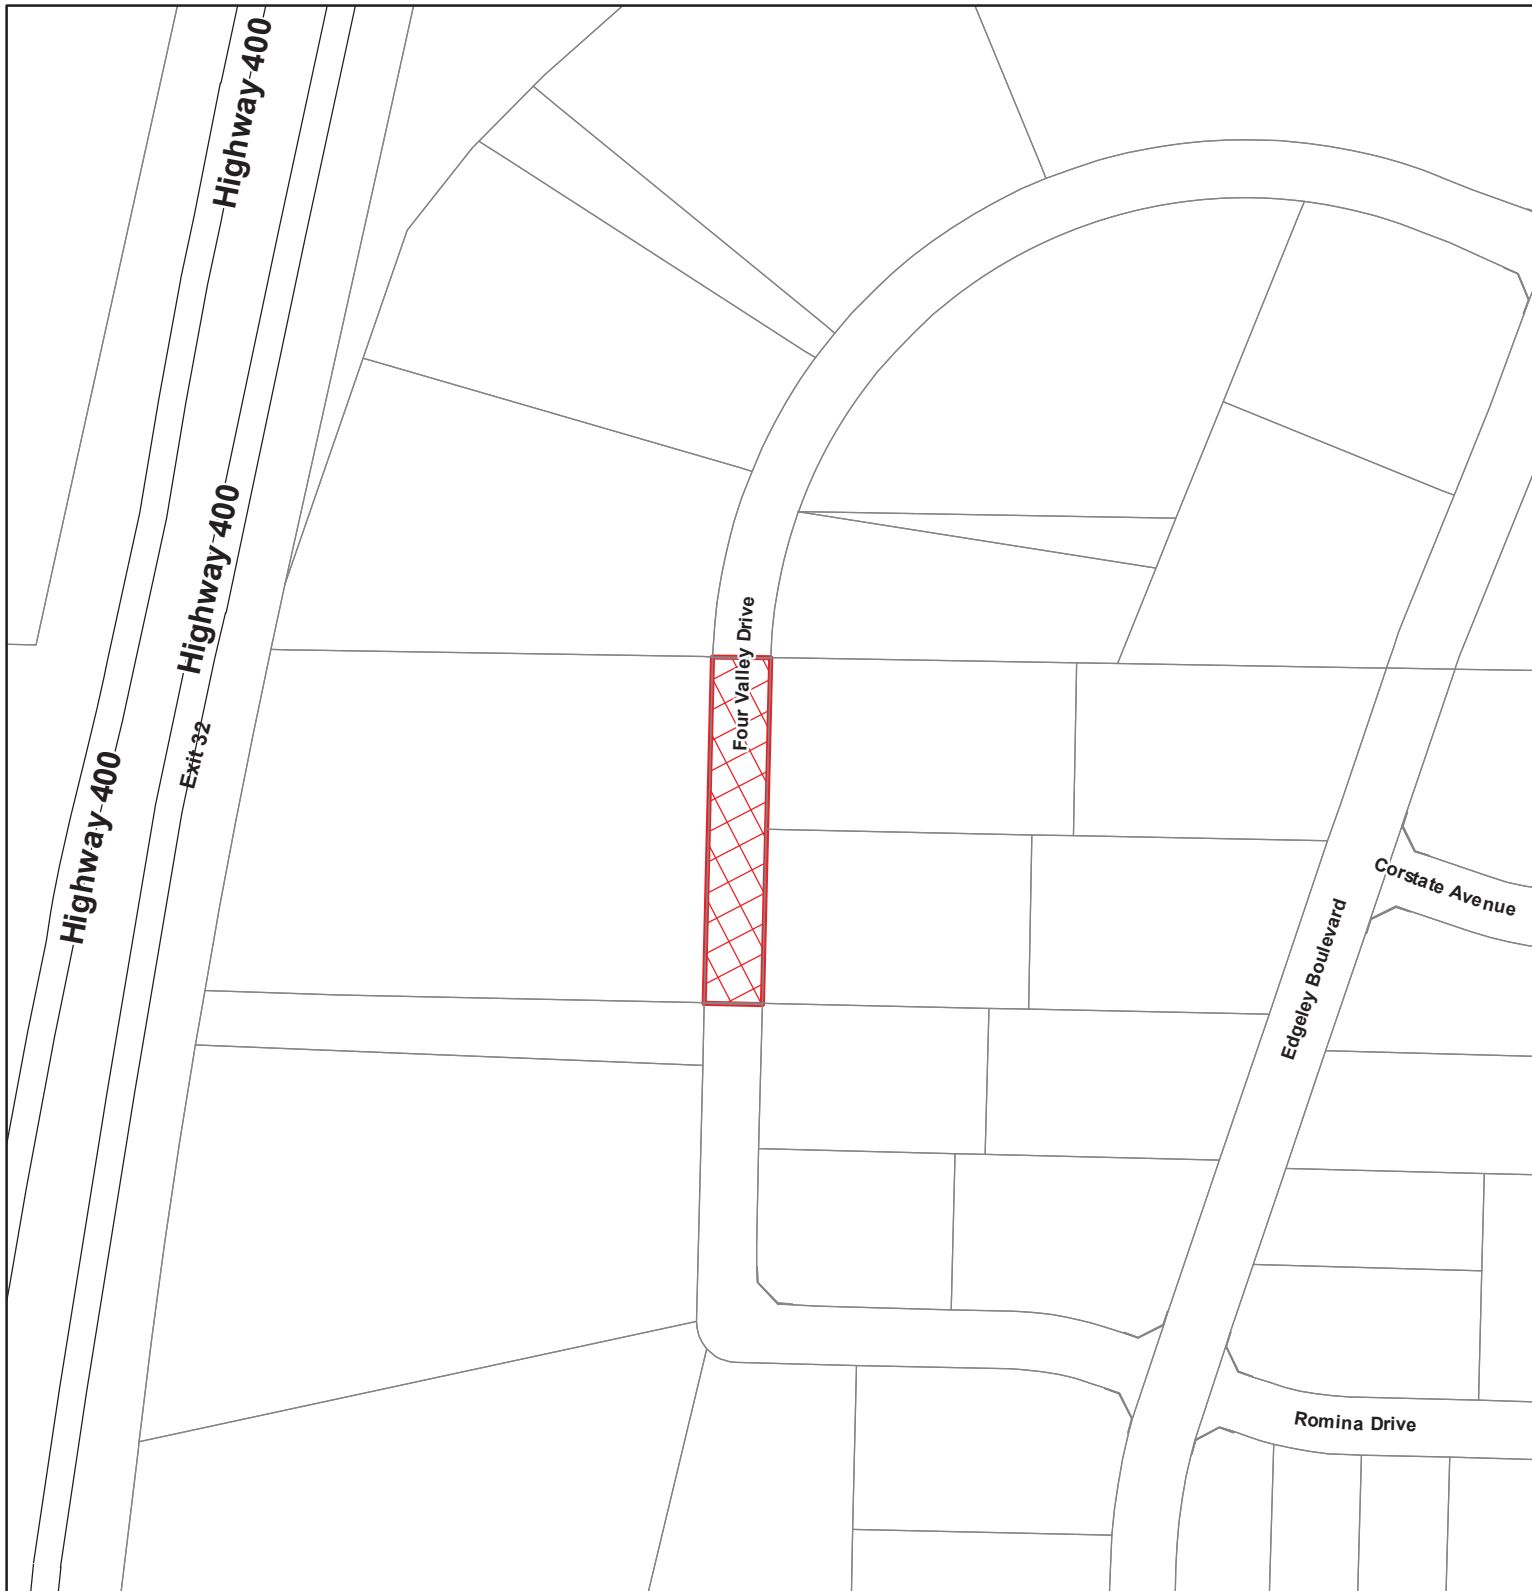 Highway 400
Highway 400
Four Valley Drive
Exit 32
Highway 400
Corstate Avenue
Edgeley Boulevard
Romina Drive